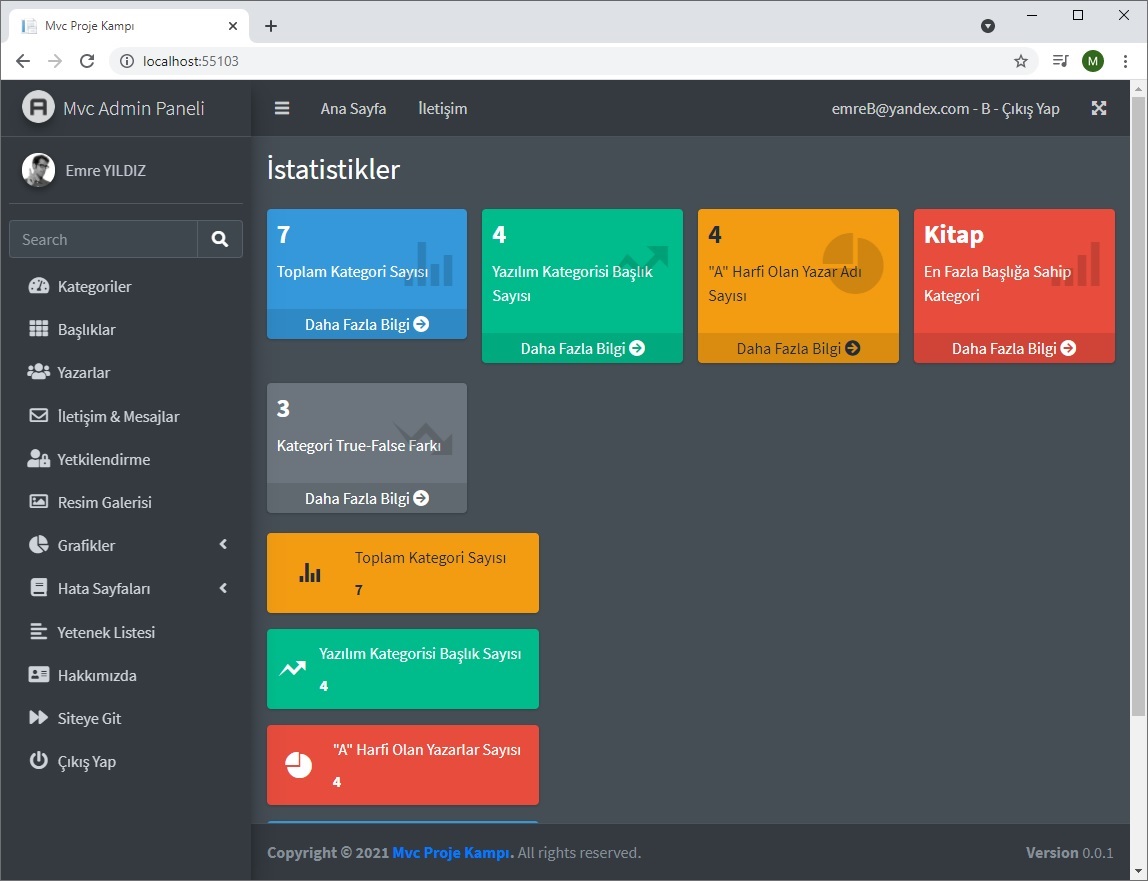 Mvc Proje Kampı
localhost:55103
M
Mvc Admin Paneli
Ana Sayfa
İletişim
emreB@yandex.com - B - Çıkış Yap
Emre YILDIZ
Search
Kategoriler
Başlıklar
Yazarlar
İletişim & Mesajlar
Yetkilendirme
Resim Galerisi
Grafikler
Hata Sayfaları
Yetenek Listesi
Hakkımızda
Siteye Git
Çıkış Yap
İstatistikler
7
Toplam Kategori Sayısı
Daha Fazla Bilgi
4
Yazılım Kategorisi Başlık
Sayısı
Daha Fazla Bilgi
4
"A" Harfi Olan Yazar Adı
Sayısı
Daha Fazla Bilgi
Kitap
En Fazla Başlığa Sahip
Kategori
Daha Fazla Bilgi
3
Kategori True-False Farkı
Daha Fazla Bilgi
Toplam Kategori Sayısı
7
Yazılım Kategorisi Başlık Sayısı
4
"A" Harfi Olan Yazarlar Sayısı
4
Copyright © 2021 Mvc Proje Kampı. All rights reserved.
Version 0.0.1